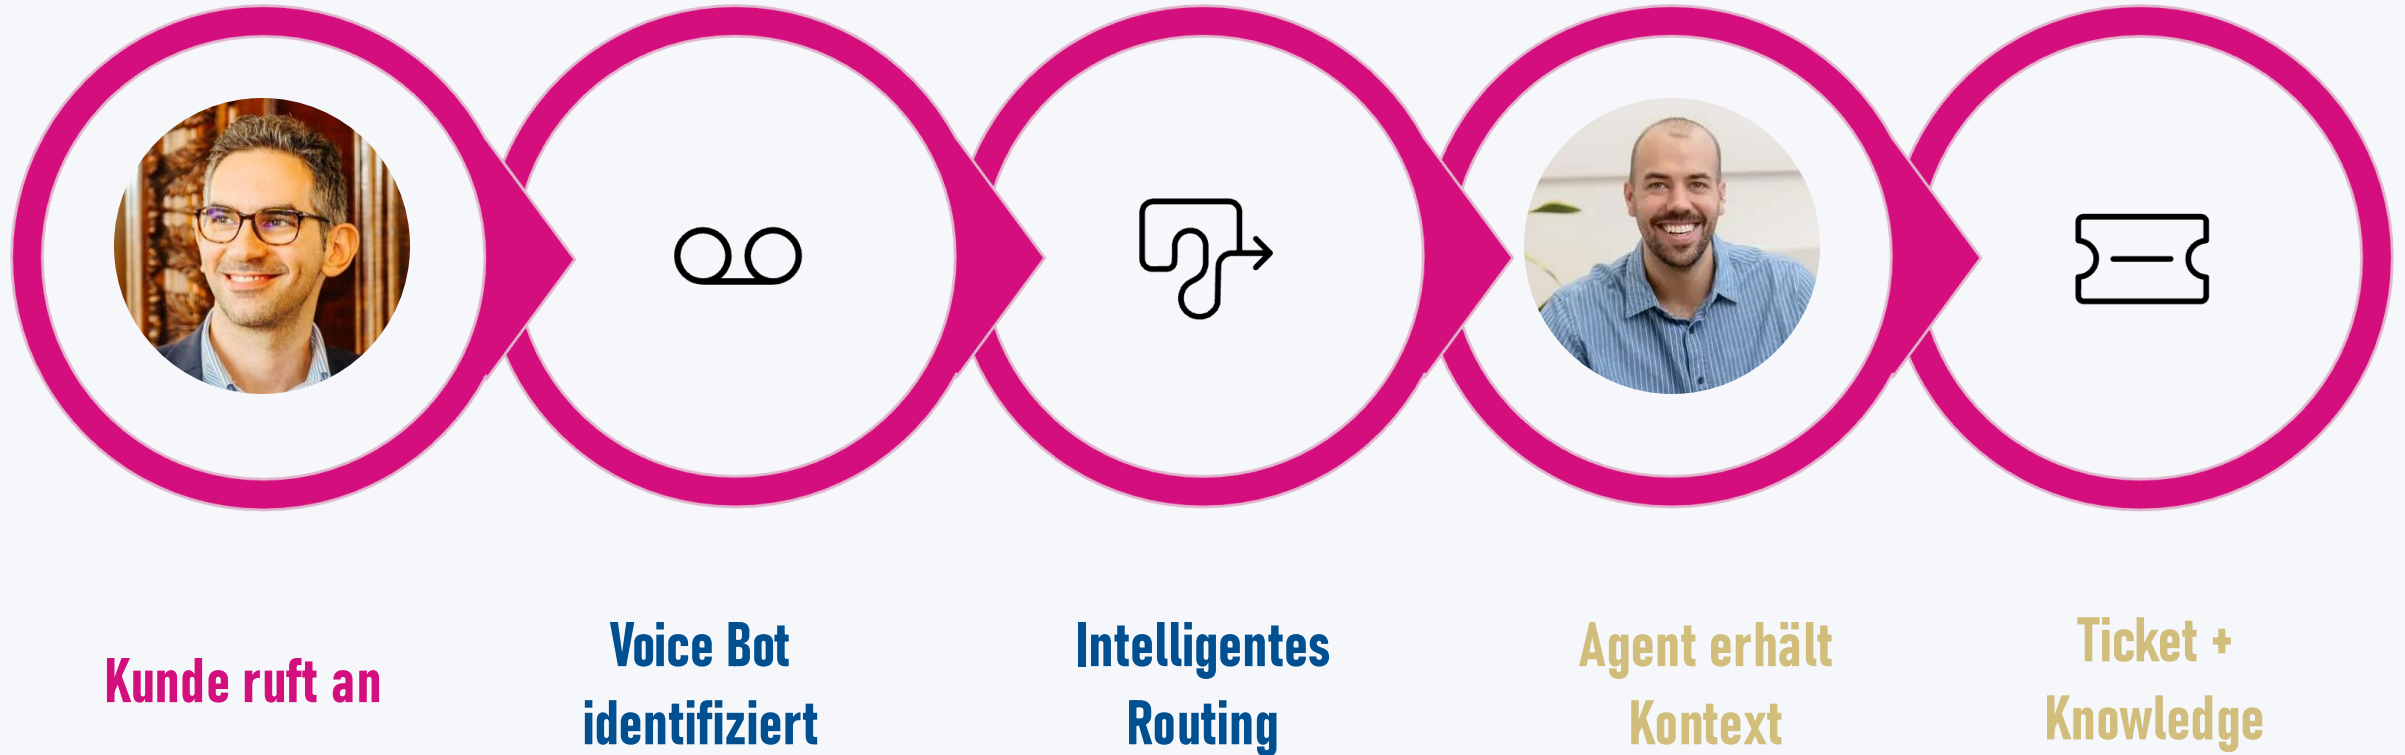 Kunde ruft an
Voice Bot
identifiziert
Intelligentes
Routing
Agent erhält
Kontext
Ticket +
Knowledge